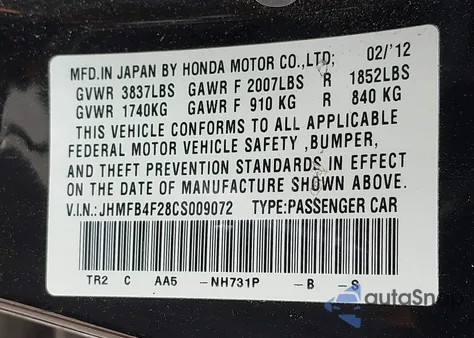 MFD.IN JAPAN BY HONDA MOTOR CO.,LTD; 02/'12
GVWR 3837LBS GAWR F 2007LBS R 1852LBS
GVWR 1740KG GAWR F 910 KG R 840 KG
THIS VEHICLE CONFORMS TO ALL APPLICABLE
FEDERAL MOTOR VEHICLE SAFETY ,BUMPER,
AND THEFT PREVENTION STANDARDS IN EFFECT
ON THE DATE OF MANUFACTURE SHOWN ABOVE.
V.I.N.: JHMFB4F28CS009072 TYPE:PASSENGER CAR
TR2 C AA5 -NH731P -B -S
autoSnap